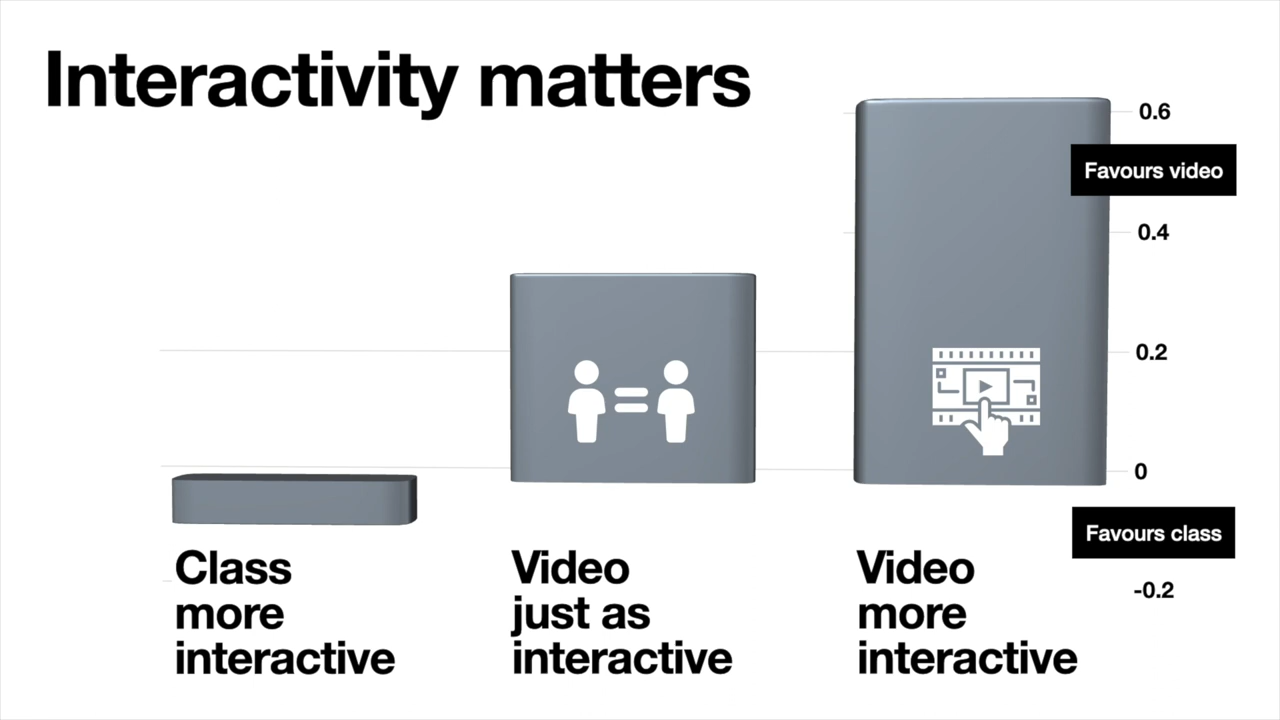 Interactivity matters
0.6
Favours video
0.4
0.2
0
Favours class
-0.2
Class
more
interactive
Video
just as
interactive
Video
more
interactive